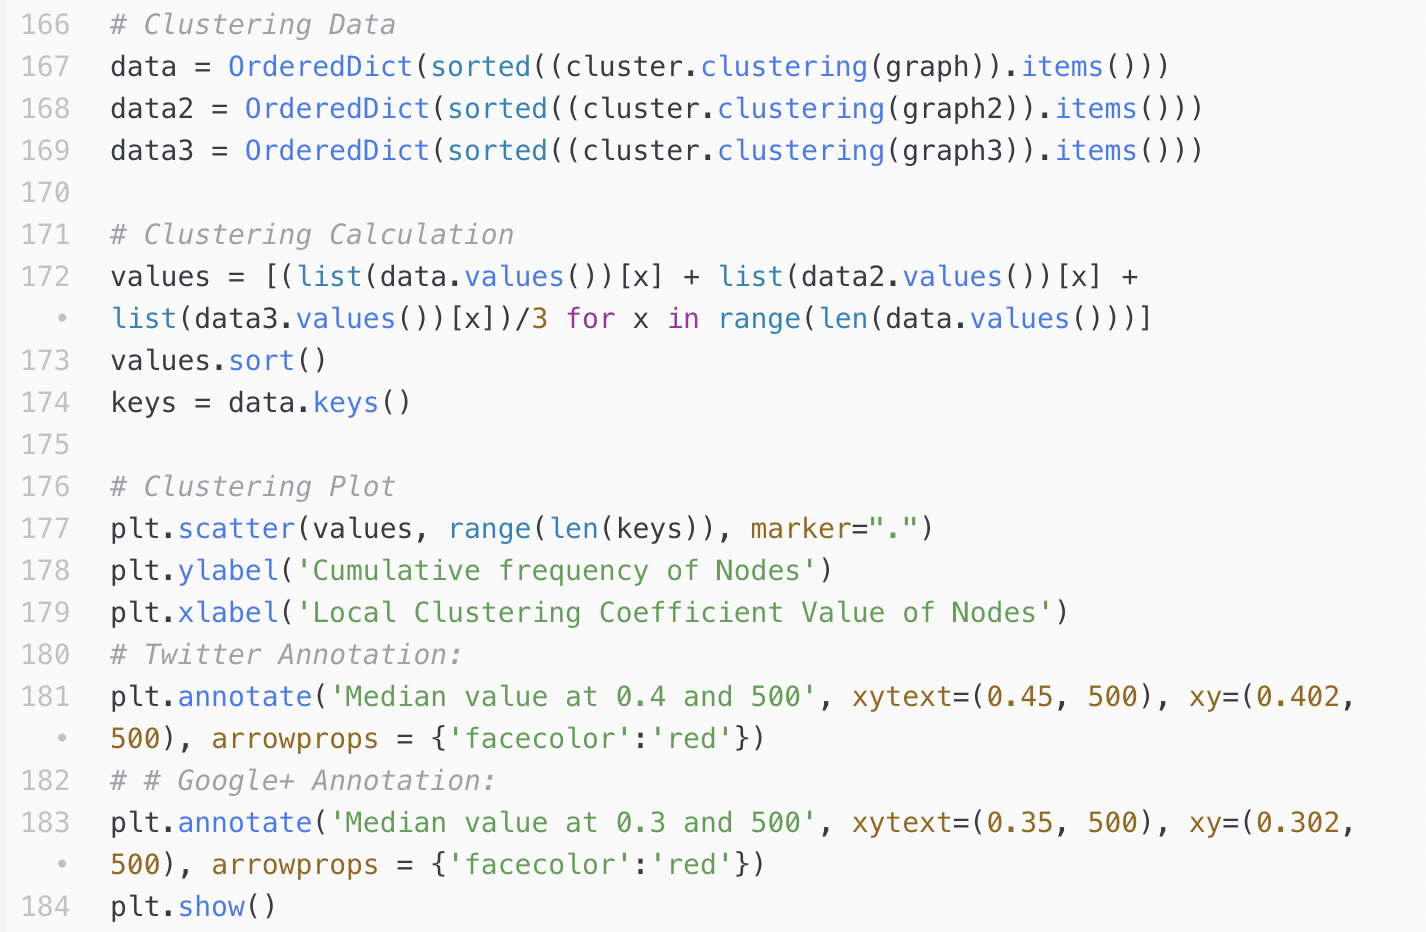 166 # Clustering Data
167 data = OrderedDict(sorted((cluster.clustering(graph)).items()))
168 data2 = OrderedDict(sorted((cluster.clustering(graph2)).items()))
169 data3 = OrderedDict(sorted((cluster.clustering(graph3)).items()))
170
171 # Clustering Calculation
172 values = [(list(data.values())[x] + list(data2.values())[x] +
• list(data3.values())[x])/3 for x in range(len(data.values()))]
173 values.sort()
174 keys = data.keys()
175
176 # Clustering Plot
177 plt.scatter(values, range(len(keys)), marker=".")
178 plt.ylabel('Cumulative frequency of Nodes')
179 plt.xlabel('Local Clustering Coefficient Value of Nodes')
180 # Twitter Annotation:
181 plt.annotate('Median value at 0.4 and 500', xytext=(0.45, 500), xy=(0.402,
• 500), arrowprops = {'facecolor':'red'})
182 # # Google+ Annotation:
183 plt.annotate('Median value at 0.3 and 500', xytext=(0.35, 500), xy=(0.302,
• 500), arrowprops = {'facecolor':'red'})
184 plt.show()